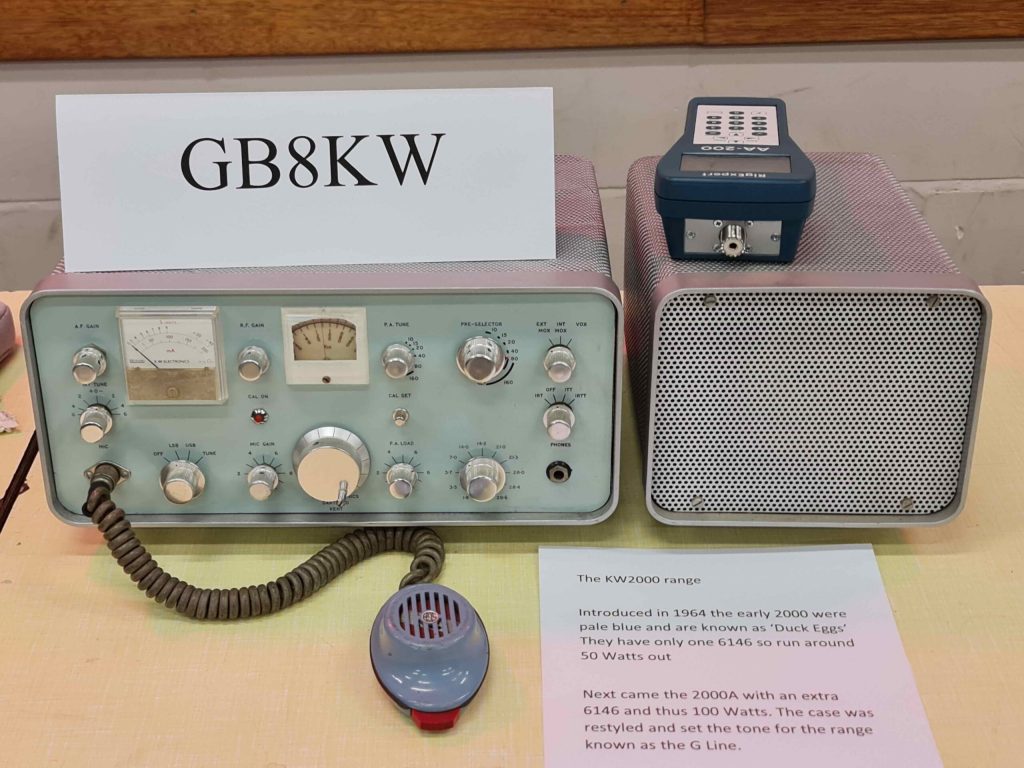 GB8KW
AA-200
RigExpert
A.F. GAIN
R.F. GAIN
P.A. TUNE
PRE-SELECTOR
EXT MOX
INT MOX
VOX
K.W. ELECTRONICS
CAL ON
CAL SET
OFF
ITT
IRT
IRTT
MIC
OFF
LSB
USB
TUNE
MIC GAIN
P.A. LOAD
PHONES
KENT
The KW2000 range
Introduced in 1964 the early 2000 were
pale blue and are known as ‘Duck Eggs’
They have only one 6146 so run around
50 Watts out
Next came the 2000A with an extra
6146 and thus 100 Watts. The case was
restyled and set the tone for the range
known as the G Line.